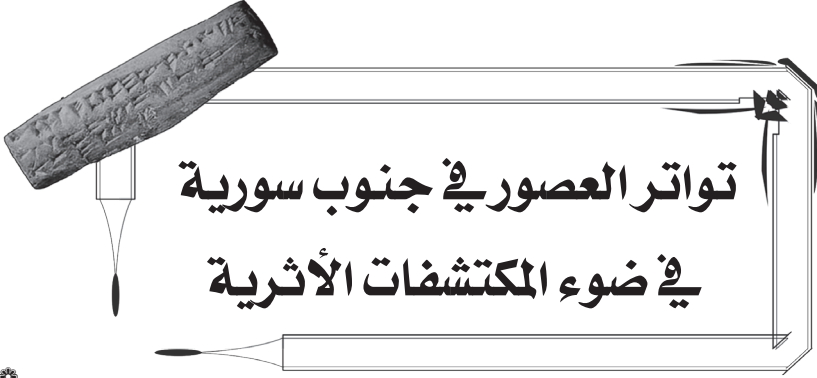 تواتر العصور في جنوب سورية
في ضوء المكتشفات الأثرية